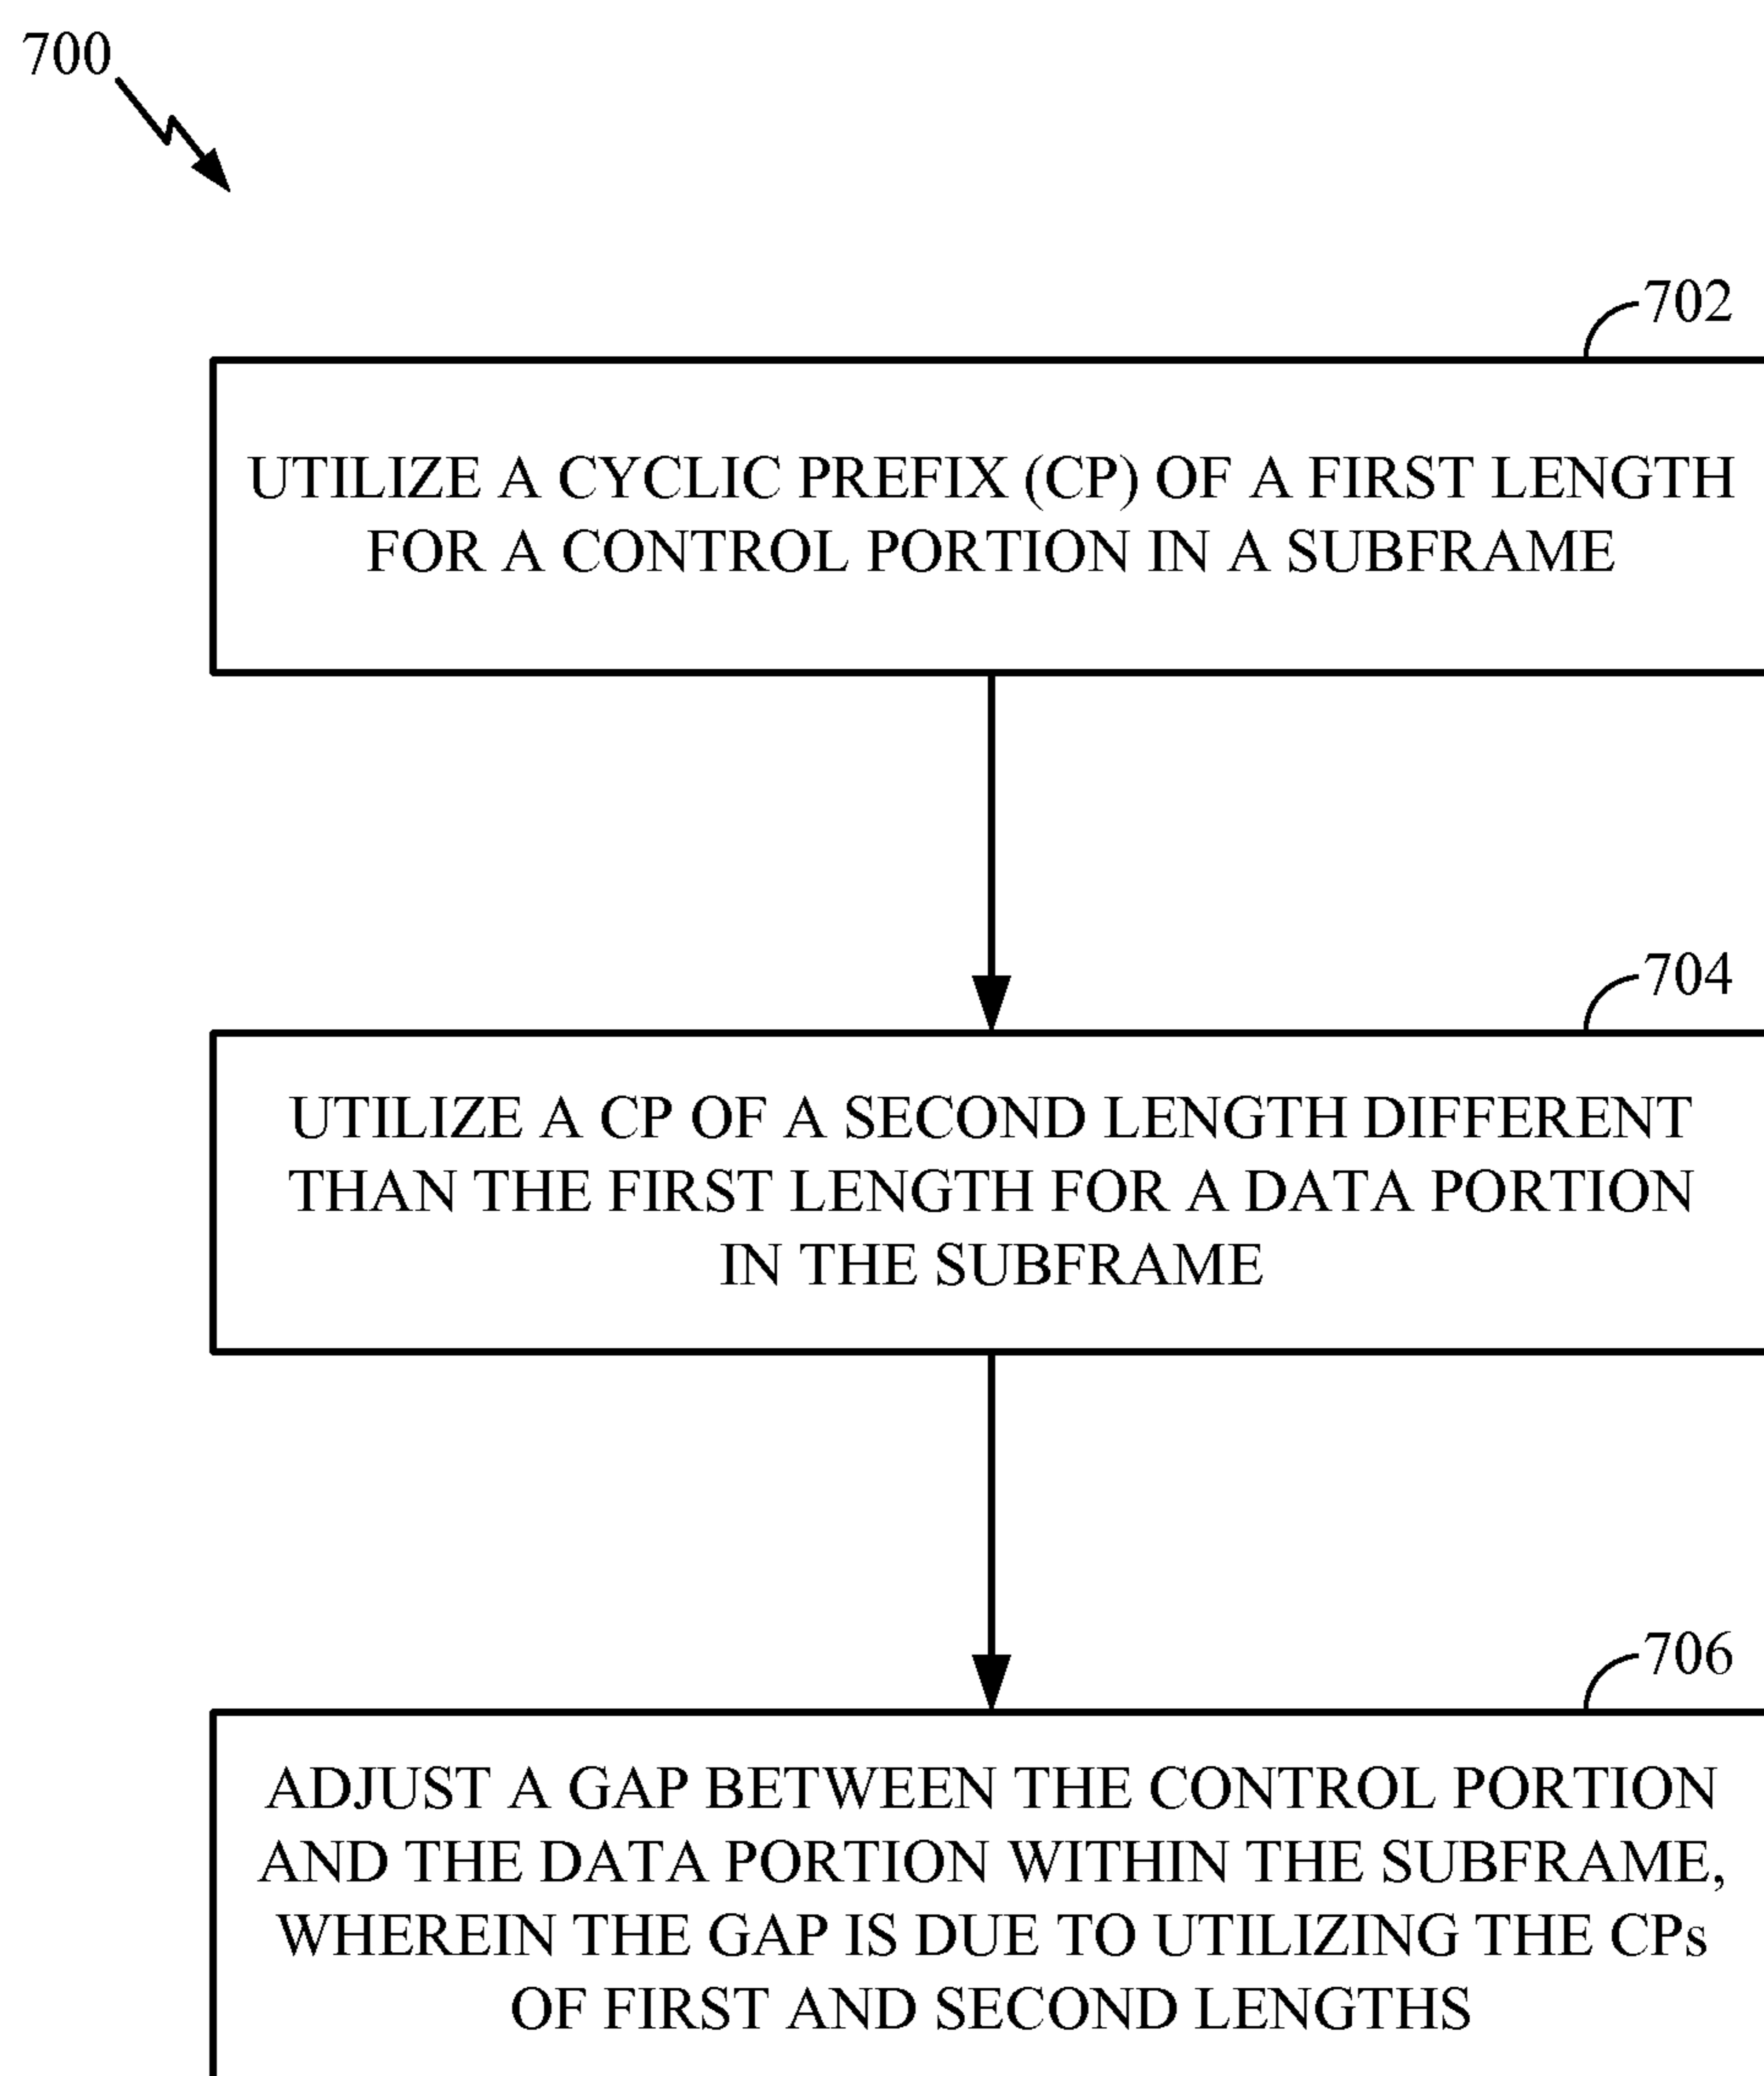 700
702
UTILIZE A CYCLIC PREFIX (CP) OF A FIRST LENGTH
FOR A CONTROL PORTION IN A SUBFRAME
704
UTILIZE A CP OF A SECOND LENGTH DIFFERENT
THAN THE FIRST LENGTH FOR A DATA PORTION
IN THE SUBFRAME
706
ADJUST A GAP BETWEEN THE CONTROL PORTION
AND THE DATA PORTION WITHIN THE SUBFRAME,
WHEREIN THE GAP IS DUE TO UTILIZING THE CPs
OF FIRST AND SECOND LENGTHS